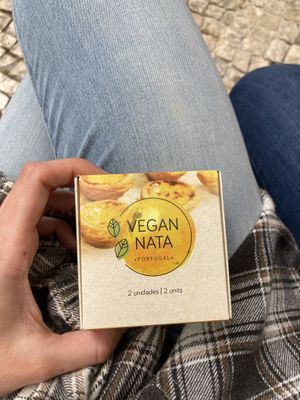 VEGAN
NATA
•PORTUGAL•
2 unidades | 2 units